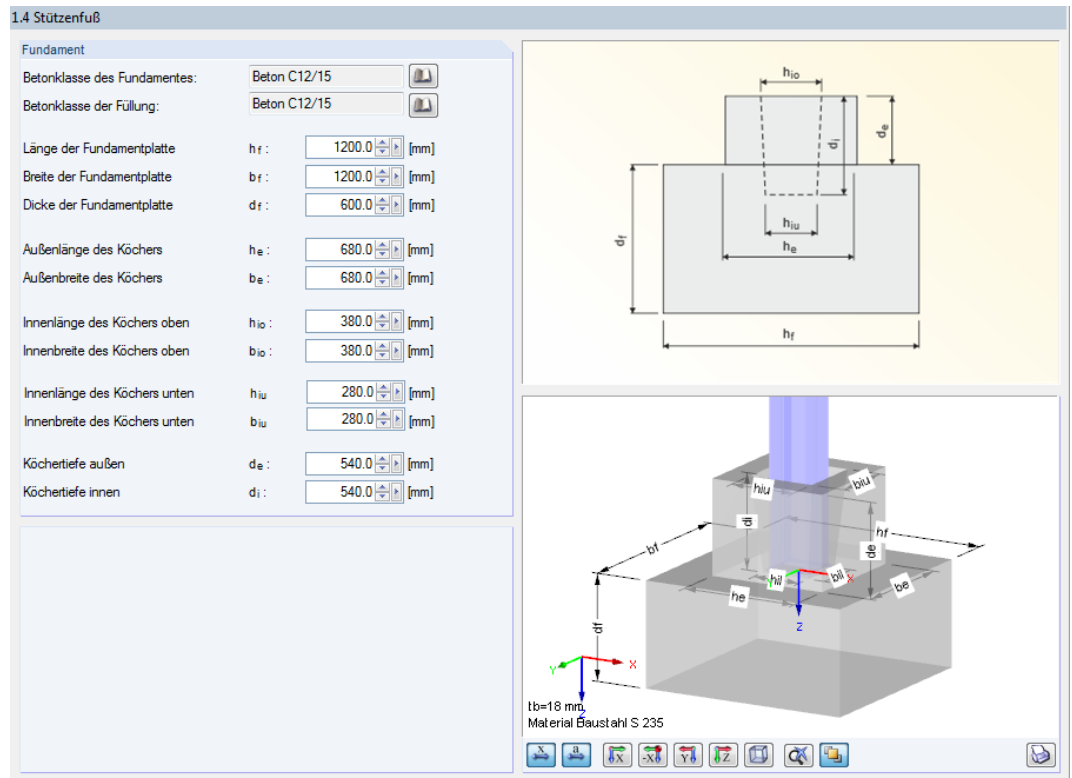 1.4 Stützenfuß
Fundament
Betonklasse des Fundamentes: Beton C12/15
Betonklasse der Füllung: Beton C12/15
Länge der Fundamentplatte hf : 1200.0 [mm]
Breite der Fundamentplatte bf : 1200.0 [mm]
Dicke der Fundamentplatte df : 600.0 [mm]
Außenlänge des Köchers he : 680.0 [mm]
Außenbreite des Köchers be : 680.0 [mm]
Innenlänge des Köchers oben hio : 380.0 [mm]
Innenbreite des Köchers oben bio : 380.0 [mm]
Innenlänge des Köchers unten hiu 280.0 [mm]
Innenbreite des Köchers unten biu 280.0 [mm]
Köchertiefe außen de : 540.0 [mm]
Köchertiefe innen di : 540.0 [mm]
hio
de
di
hiu
he
df
hf
hiu
biu
di
hf
bf
de
hil
bil
X
Y
be
he
Z
df
Y
X
Z
tb=18 mm
Material Baustahl S 235
x
a
X
-X
Y
Z